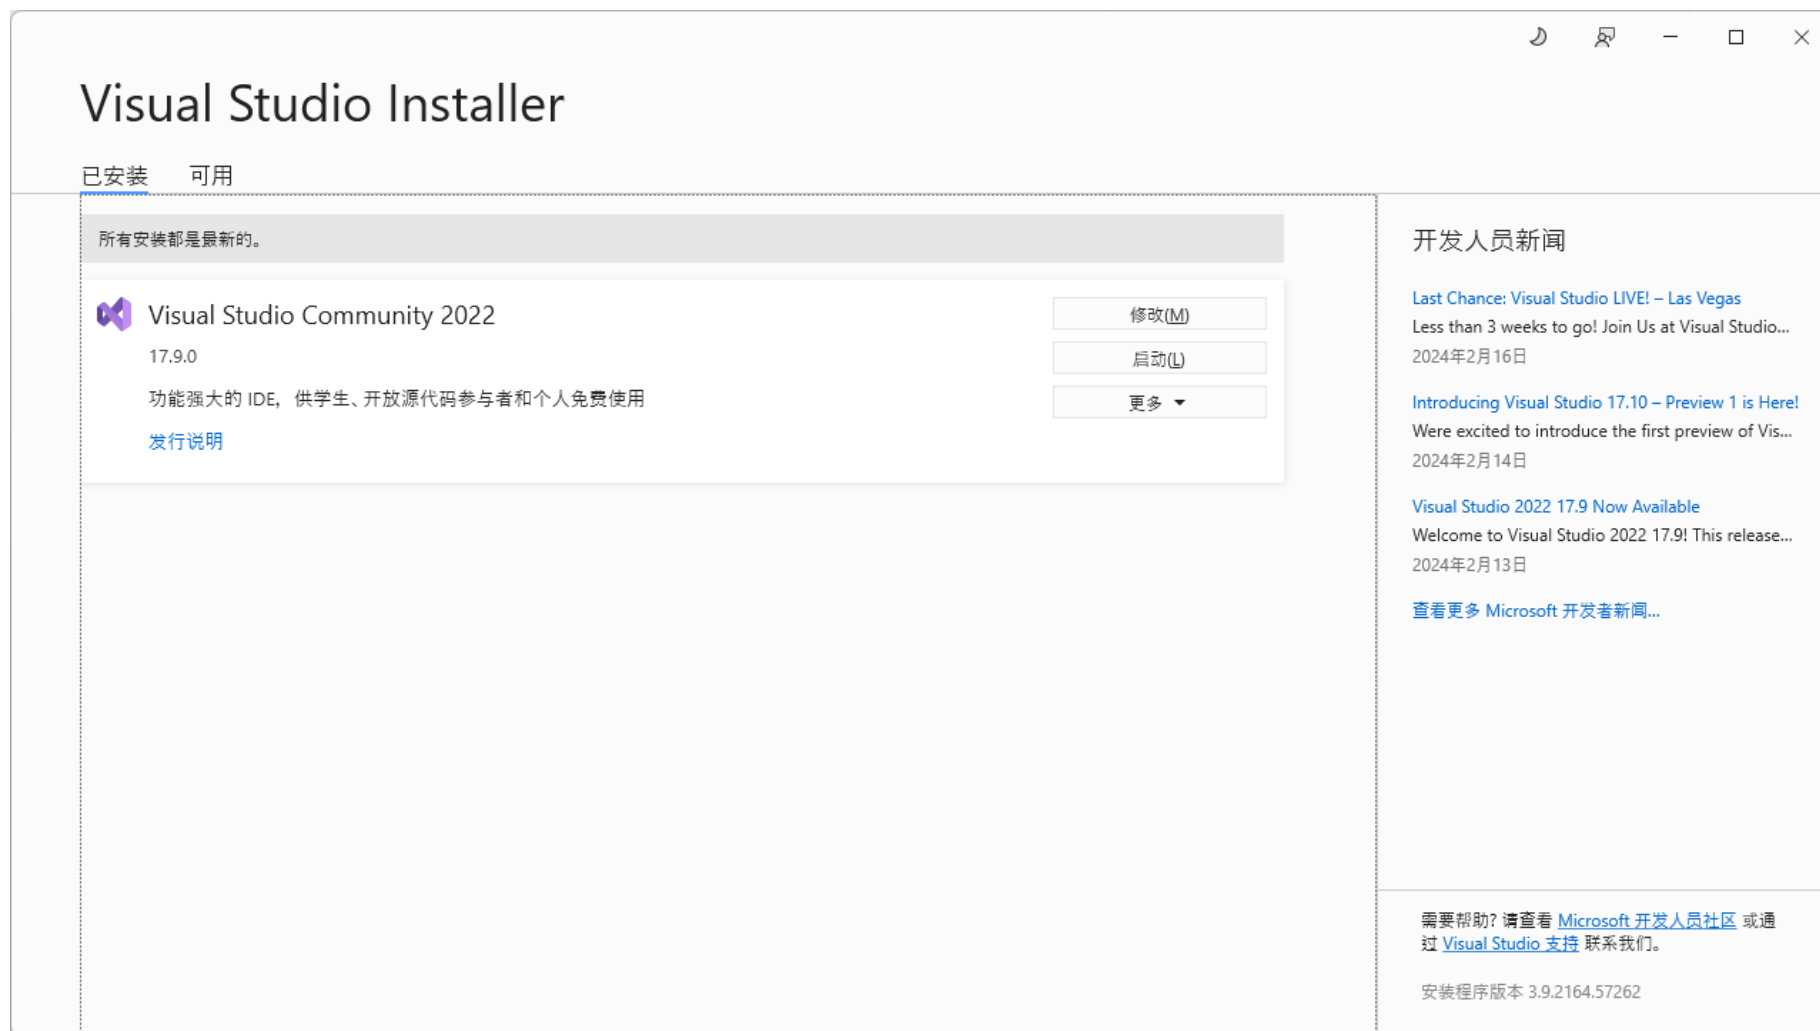 Visual Studio Installer
已安装
可用
所有安装都是最新的。
Visual Studio Community 2022
17.9.0
功能强大的 IDE，供学生、开放源代码参与者和个人免费使用
发行说明
修改(M)
启动(L)
更多
开发人员新闻
Last Chance: Visual Studio LIVE! – Las Vegas
Less than 3 weeks to go! Join Us at Visual Studio...
2024年2月16日
Introducing Visual Studio 17.10 – Preview 1 is Here!
Were excited to introduce the first preview of Vis...
2024年2月14日
Visual Studio 2022 17.9 Now Available
Welcome to Visual Studio 2022 17.9! This release...
2024年2月13日
查看更多 Microsoft 开发者新闻...
需要帮助? 请查看 Microsoft 开发人员社区 或通
过 Visual Studio 支持 联系我们。
安装程序版本 3.9.2164.57262